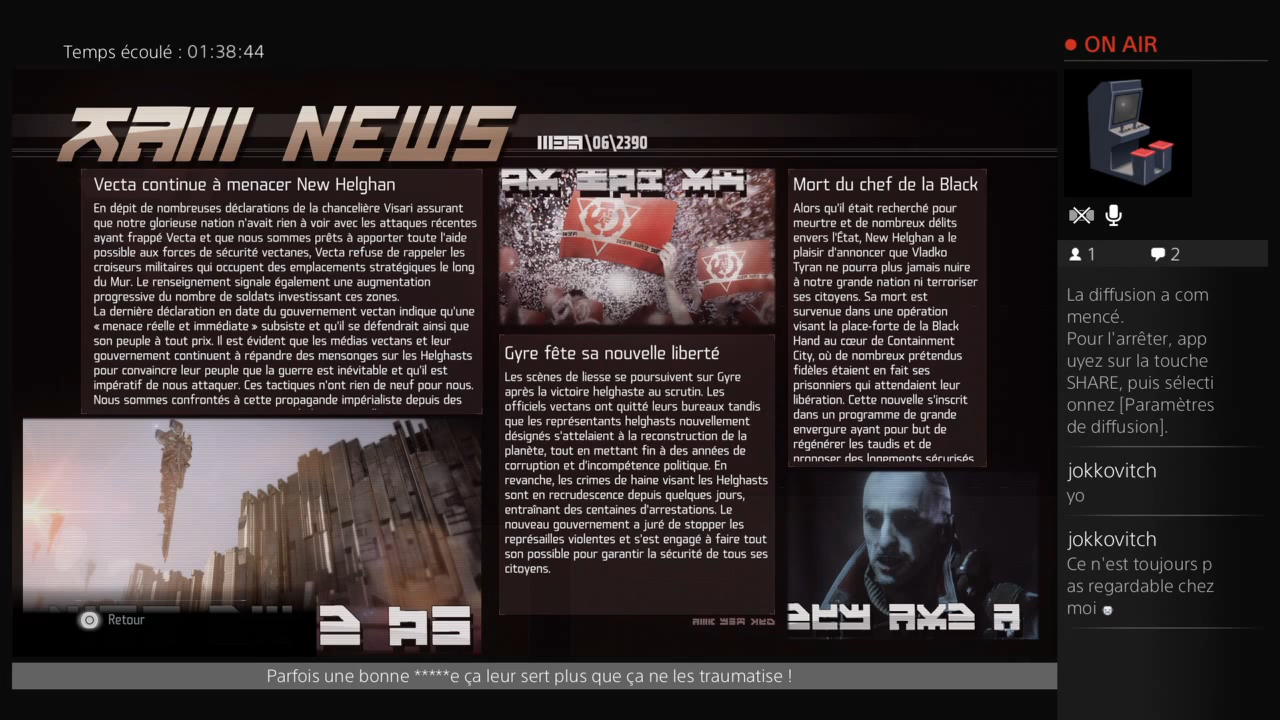 Temps écoulé : 01:38:44
ON AIR
NEWS
\06\2390
Vecta continue à menacer New Helghan
En dépit de nombreuses déclarations de la chancelière Visari assurant
que notre glorieuse nation n'avait rien à voir avec les attaques récentes
ayant frappé Vecta et que nous sommes prêts à apporter toute l'aide
possible aux forces de sécurité vectanes, Vecta refuse de rappeler les
croiseurs militaires qui occupent des emplacements stratégiques le long
du Mur. Le renseignement signale également une augmentation
progressive du nombre de soldats investissant ces zones.
La dernière déclaration en date du gouvernement vectan indique qu'une
« menace réelle et immédiate » subsiste et qu'il se défendrait ainsi que
son peuple à tout prix. Il est évident que les médias vectans et leur
gouvernement continuent à répandre des mensonges sur les Helghasts
pour convaincre leur peuple que la guerre est inévitable et qu'il est
impératif de nous attaquer. Ces tactiques n'ont rien de neuf pour nous.
Nous sommes confrontés à cette propagande impérialiste depuis des
Retour
Gyre fête sa nouvelle liberté
Les scènes de liesse se poursuivent sur Gyre
après la victoire helghaste au scrutin. Les
officiels vectans ont quitté leurs bureaux tandis
que les représentants helghasts nouvellement
désignés s'attelaient à la reconstruction de la
planète, tout en mettant fin à des années de
corruption et d'incompétence politique. En
revanche, les crimes de haine visant les Helghasts
sont en recrudescence depuis quelques jours,
entraînant des centaines d'arrestations. Le
nouveau gouvernement a juré de stopper les
représailles violentes et s'est engagé à faire tout
son possible pour garantir la sécurité de tous ses
citoyens.
Mort du chef de la Black
Alors qu'il était recherché pour
meurtre et de nombreux délits
envers l'État, New Helghan a le
plaisir d'annoncer que Vladko
Tyran ne pourra plus jamais nuire
à notre grande nation ni terroriser
ses citoyens. Sa mort est
survenue dans une opération
visant la place-forte de la Black
Hand au cœur de Containment
City, où de nombreux prétendus
fidèles étaient en fait ses
prisonniers qui attendaient leur
libération. Cette nouvelle s'inscrit
dans un programme de grande
envergure ayant pour but de
régénérer les taudis et de
proposer des logements sécurisés
1
2
La diffusion a com
mencé.
Pour l'arrêter, app
uyez sur la touche
SHARE, puis sélecti
onnez [Paramètres
de diffusion].
jokkovitch
yo
jokkovitch
Ce n'est toujours p
as regardable chez
moi
Parfois une bonne *****e ça leur sert plus que ça ne les traumatise !